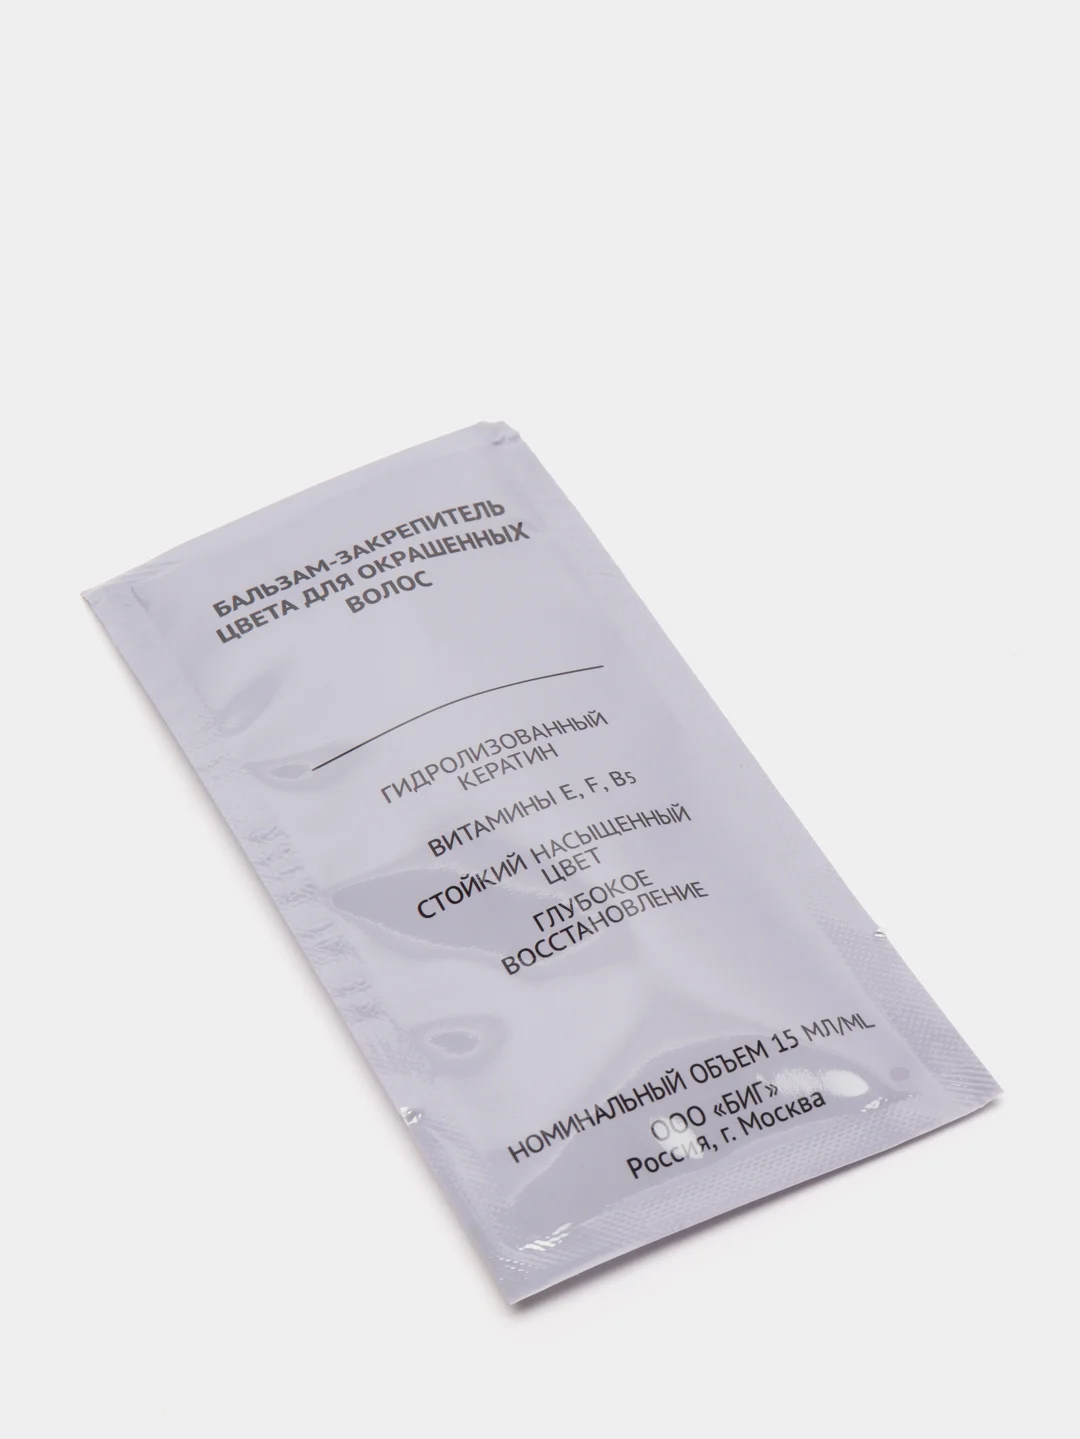 БАЛЬЗАМ-ЗАКРЕПИТЕЛЬ
ЦВЕТА ДЛЯ ОКРАШЕННЫХ
ВОЛОС
ГИДРОЛИЗОВАННЫЙ
КЕРАТИН
ВИТАМИНЫ E, F, B5
СТОЙКИЙ НАСЫЩЕННЫЙ
ЦВЕТ
ГЛУБОКОЕ
ВОССТАНОВЛЕНИЕ
НОМИНАЛЬНЫЙ ОБЪЕМ 15 МЛ/ML
ООО «БИГ»
Россия, г. Москва